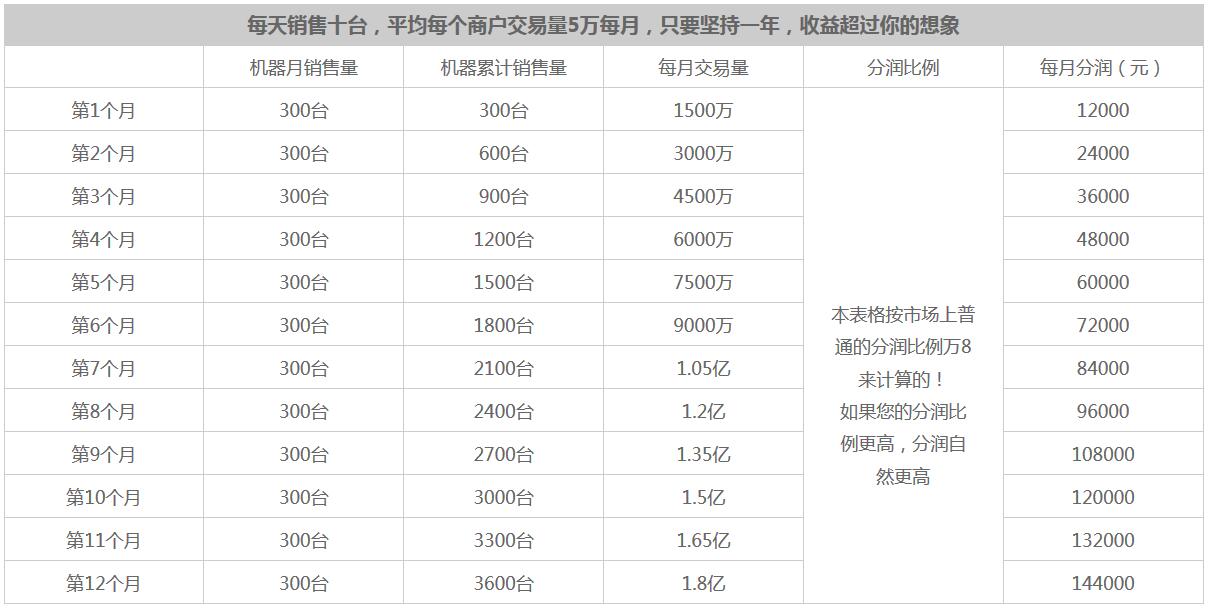 每天销售十台，平均每个商户交易量5万每月，只要坚持一年，收益超过你的想象
机器月销售量 机器累计销售量 每月交易量 分润比例 每月分润（元）
第1个月 300台 300台 1500万 12000
第2个月 300台 600台 3000万 24000
第3个月 300台 900台 4500万 36000
第4个月 300台 1200台 6000万 48000
第5个月 300台 1500台 7500万 60000
第6个月 300台 1800台 9000万 72000
第7个月 300台 2100台 1.05亿 84000
第8个月 300台 2400台 1.2亿 96000
第9个月 300台 2700台 1.35亿 108000
第10个月 300台 3000台 1.5亿 120000
第11个月 300台 3300台 1.65亿 132000
第12个月 300台 3600台 1.8亿 144000
本表格按市场上普
通的分润比例万8
来计算的！
如果您的分润比
例更高，分润自
然更高